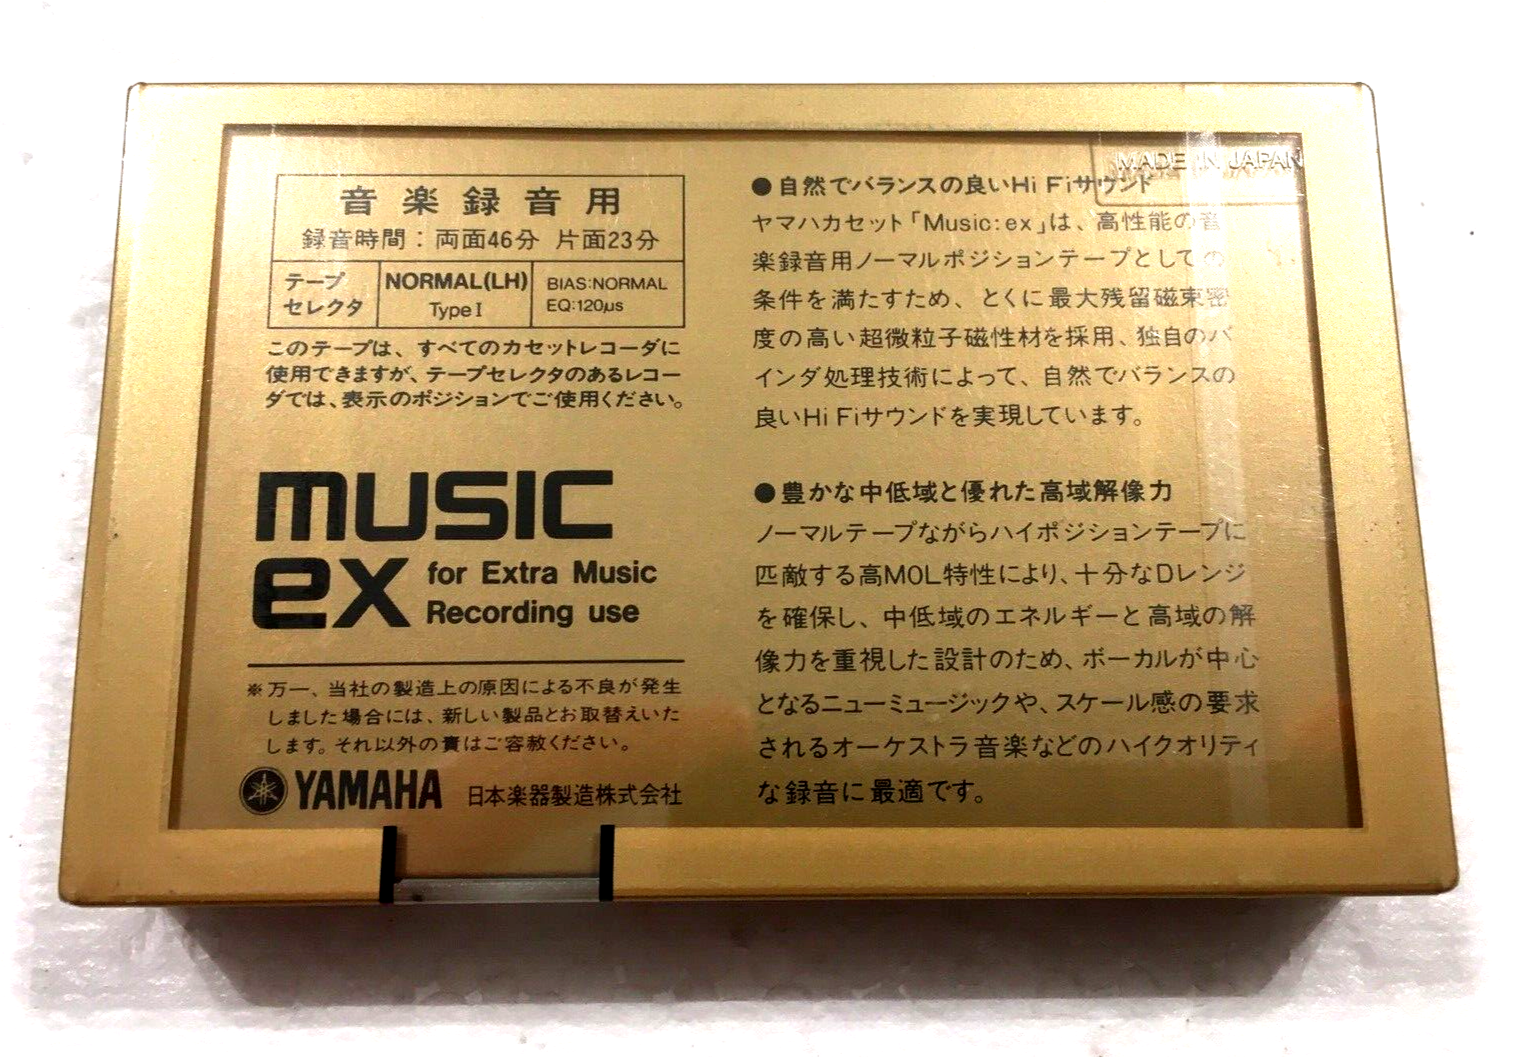 音楽録音用
録音時間：両面46分 片面23分
テープ
セレクタ
NORMAL(LH)
Type I
BIAS:NORMAL
EQ:120μs
このテープは、すべてのカセットレコーダに
使用できますが、テープセレクタのあるレコー
ダでは、表示のポジションでご使用ください。
music
ex for Extra Music
Recording use
※万一、当社の製造上の原因による不良が発生
しました場合には、新しい製品とお取替えいた
します。それ以外の責はご容赦ください。
YAMAHA 日本楽器製造株式会社
MADE IN JAPAN
●自然でバランスの良いHi Fiサウンド
ヤマハカセット「Music:ex」は、高性能の音
楽録音用ノーマルポジションテープとしての
条件を満たすため、とくに最大残留磁束密
度の高い超微粒子磁性材を採用、独自のバ
インダ処理技術によって、自然でバランスの
良いHi Fiサウンドを実現しています。
●豊かな中低域と優れた高域解像力
ノーマルテープながらハイポジションテープに
匹敵する高MOL特性により、十分なDレンジ
を確保し、中低域のエネルギーと高域の解
像力を重視した設計のため、ボーカルが中心
となるニューミュージックや、スケール感の要求
されるオーケストラ音楽などのハイクオリティ
な録音に最適です。